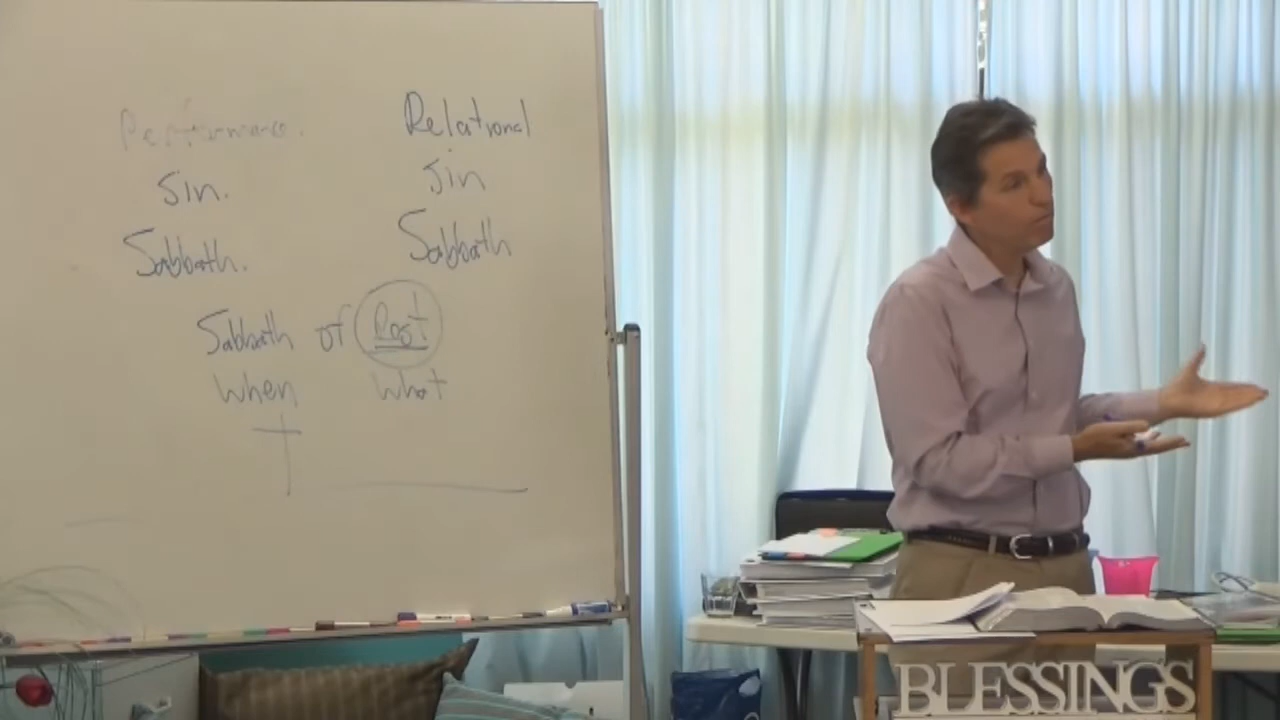 Performance. Relational
Sin. Sin
Sabbath. Sabbath
Sabbath of Rest
when what
BLESSINGS